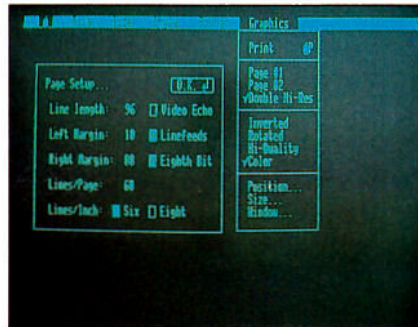 Graphics
Print @P
Page #1
Page #2
√Double Hi-Res
Inverted
Rotated
Hi-Quality
√Color
Position...
Size...
Window...
Page Setup... O.K.
Line length: 96 Video Echo
Left Margin: 10 Linefeeds
Right Margin: 80 Eighth Bit
Lines/Page: 60
Lines/Inch: Six Eight